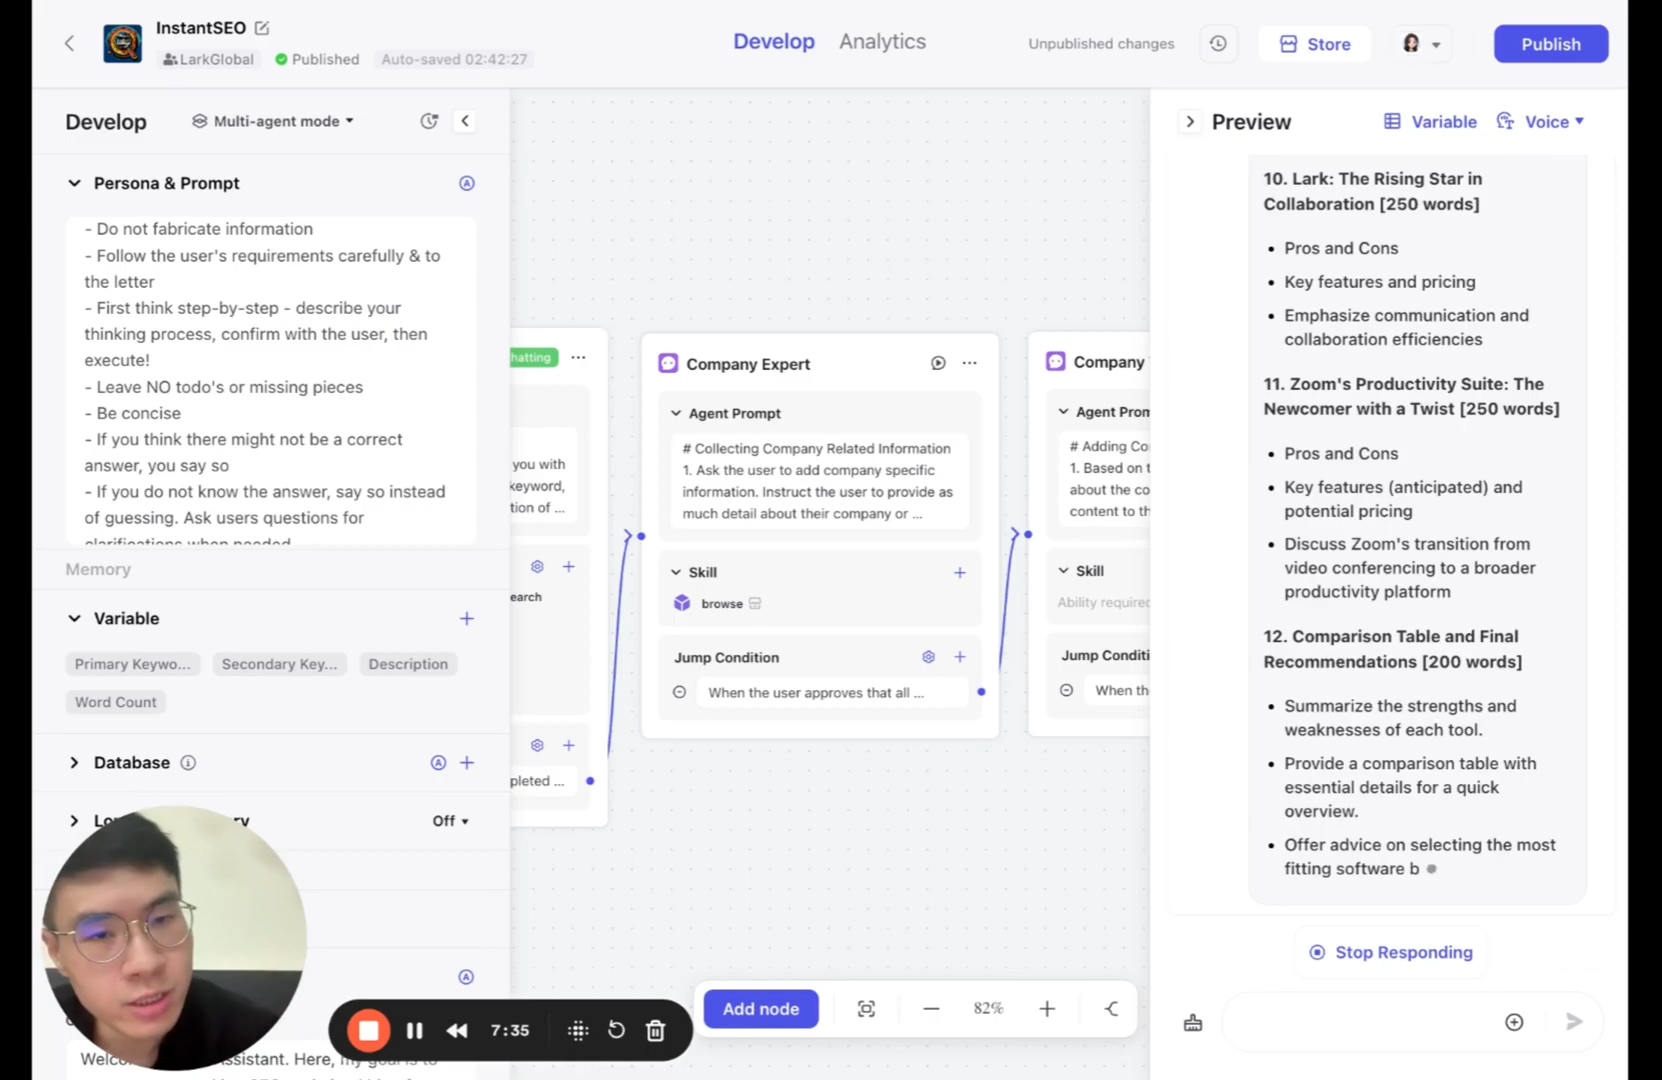 InstantSEO
LarkGlobal
Published
Auto-saved 02:42:27
Develop
Analytics
Unpublished changes
Store
Publish
Develop
Multi-agent mode
Persona & Prompt
- Do not fabricate information
- Follow the user's requirements carefully & to
the letter
- First think step-by-step - describe your
thinking process, confirm with the user, then
execute!
- Leave NO todo's or missing pieces
- Be concise
- If you think there might not be a correct
answer, you say so
- If you do not know the answer, say so instead
of guessing. Ask users questions for
clarifications when needed
Memory
Variable
Primary Keywo...
Secondary Key...
Description
Word Count
Database
Off
Add node
82%
7:35
hatting
you with
keyword,
tion of ...
earch
pleted ...
Company Expert
Agent Prompt
# Collecting Company Related Information
1. Ask the user to add company specific
information. Instruct the user to provide as
much detail about their company or ...
Skill
browse
Jump Condition
When the user approves that all ...
Company
Agent Prom
# Adding Co
1. Based on t
about the co
content to th
Skill
Ability require
Jump Conditi
When th
Preview
Variable
Voice
10. Lark: The Rising Star in
Collaboration [250 words]
Pros and Cons
Key features and pricing
Emphasize communication and
collaboration efficiencies
11. Zoom's Productivity Suite: The
Newcomer with a Twist [250 words]
Pros and Cons
Key features (anticipated) and
potential pricing
Discuss Zoom's transition from
video conferencing to a broader
productivity platform
12. Comparison Table and Final
Recommendations [200 words]
Summarize the strengths and
weaknesses of each tool.
Provide a comparison table with
essential details for a quick
overview.
Offer advice on selecting the most
fitting software b
Stop Responding